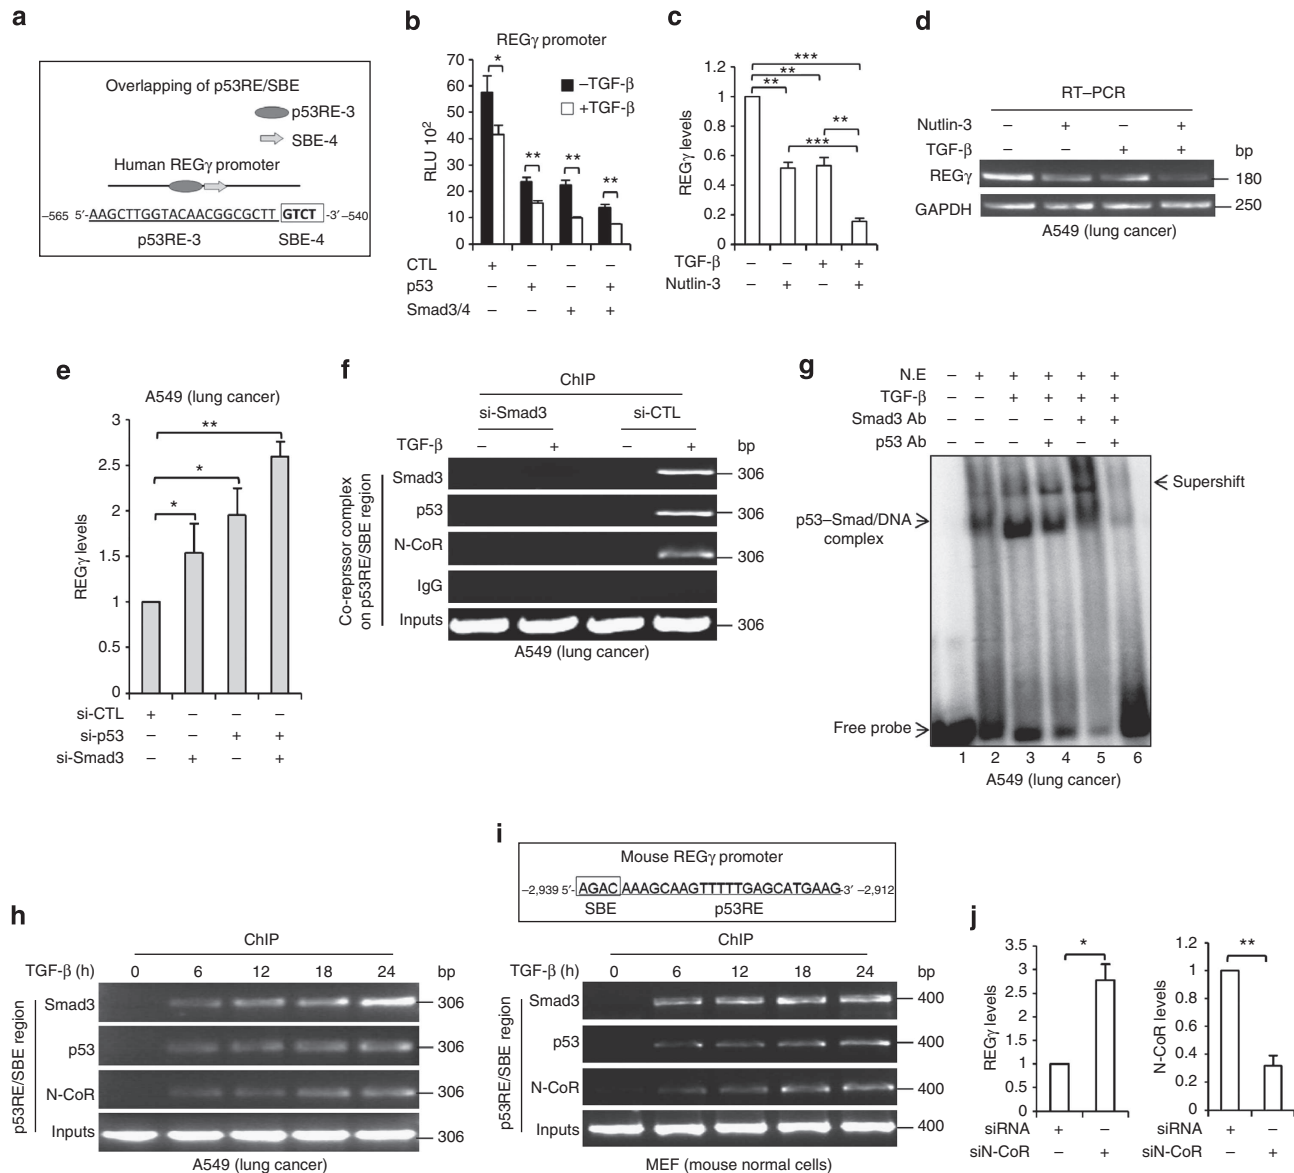 a
Overlapping of p53RE/SBE
p53RE-3
SBE-4
Human REGγ promoter
–565 5′-AAGCTTGGTACAACGGCGCTT GTCT -3′ –540
p53RE-3 SBE-4
b
REGγ promoter
–TGF-β
+TGF-β
RLU 10²
70
60
50
40
30
20
10
0
* ** ** **
CTL + – – –
p53 – + – +
Smad3/4 – – + +
c
REGγ levels
1.2
1
0.8
0.6
0.4
0.2
0
***
**
**
**
***
TGF-β – – + +
Nutlin-3 – + – +
d
RT–PCR
Nutlin-3 – + – +
TGF-β – – + + bp
REGγ 180
GAPDH 250
A549 (lung cancer)
e
A549 (lung cancer)
REGγ levels
3
2.5
2
1.5
1
0.5
0
**
*
*
si-CTL + – – –
si-p53 – – + +
si-Smad3 – + – +
f
ChIP
si-Smad3 si-CTL
TGF-β – + – + bp
Co-reprssor complex
on p53RE/SBE region
Smad3 306
p53 306
N-CoR 306
IgG
Inputs 306
A549 (lung cancer)
g
N.E – + + + + +
TGF-β – – + + + +
Smad3 Ab – – – – + +
p53 Ab – – – + – +
Supershift
p53–Smad/DNA
complex
Free probe
1 2 3 4 5 6
A549 (lung cancer)
h
ChIP
TGF-β (h) 0 6 12 18 24 bp
p53RE/SBE region
Smad3 306
p53 306
N-CoR 306
Inputs 306
A549 (lung cancer)
i
Mouse REGγ promoter
–2,939 5′- AGAC AAAGCAAGTTTTTGAGCATGAAG-3′ –2,912
SBE p53RE
ChIP
TGF-β (h) 0 6 12 18 24 bp
p53RE/SBE region
Smad3 400
p53 400
N-CoR 400
Inputs 400
MEF (mouse normal cells)
j
REGγ levels
3.5
3
2.5
2
1.5
1
0.5
0
*
siRNA + –
siN-CoR – +
N-CoR levels
1.2
1
0.8
0.6
0.4
0.2
0
**
siRNA + –
siN-CoR – +